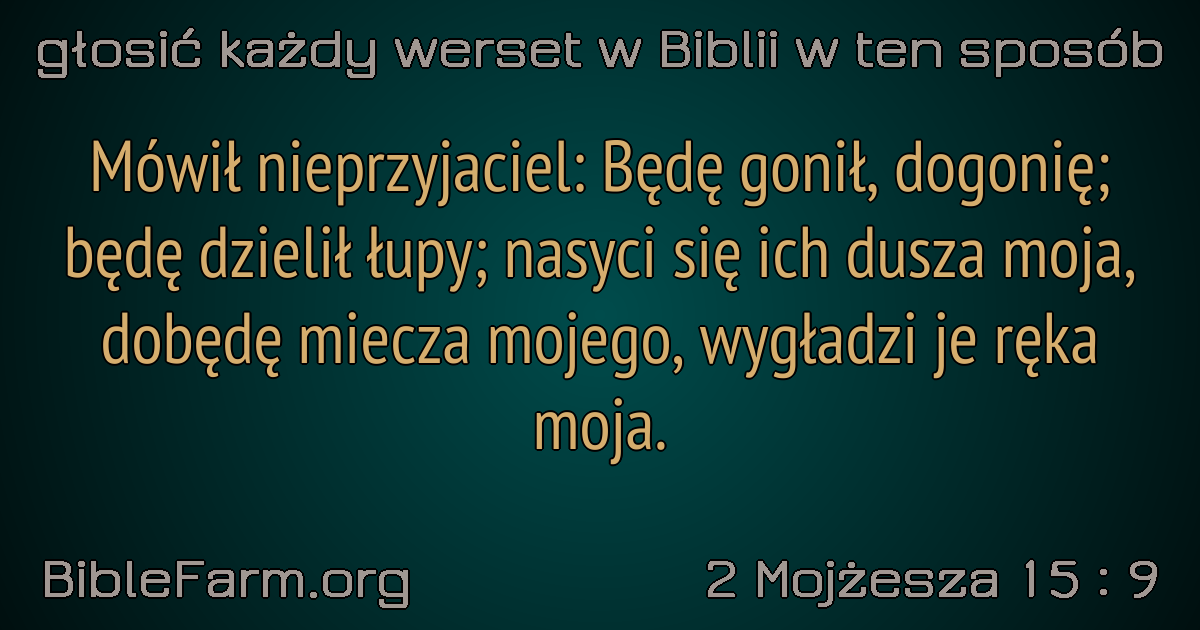 głosić każdy werset w Biblii w ten sposób
Mówił nieprzyjaciel: Będę gonił, dogonię;
będę dzielił łupy; nasyci się ich dusza moja,
dobędę miecza mojego, wygładzi je ręka
moja.
BibleFarm.org
2 Mojżesza 15 : 9